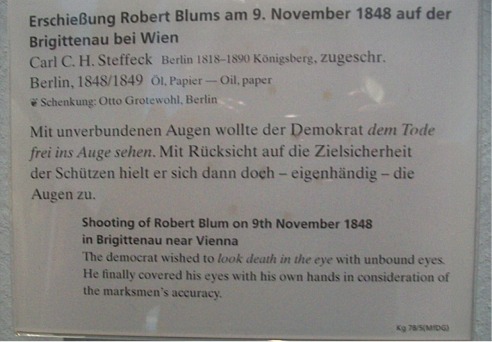 Erschießung Robert Blums am 9. November 1848 auf der
Brigittenau bei Wien
Carl C. H. Steffeck Berlin 1818–1890 Königsberg, zugeschr.
Berlin, 1848/1849 Öl, Papier — Oil, paper
❦ Schenkung: Otto Grotewohl, Berlin
Mit unverbundenen Augen wollte der Demokrat dem Tode
frei ins Auge sehen. Mit Rücksicht auf die Zielsicherheit
der Schützen hielt er sich dann doch – eigenhändig – die
Augen zu.
Shooting of Robert Blum on 9th November 1848
in Brigittenau near Vienna
The democrat wished to look death in the eye with unbound eyes.
He finally covered his eyes with his own hands in consideration of
the marksmen's accuracy.
Kg 78/5(MfDG)